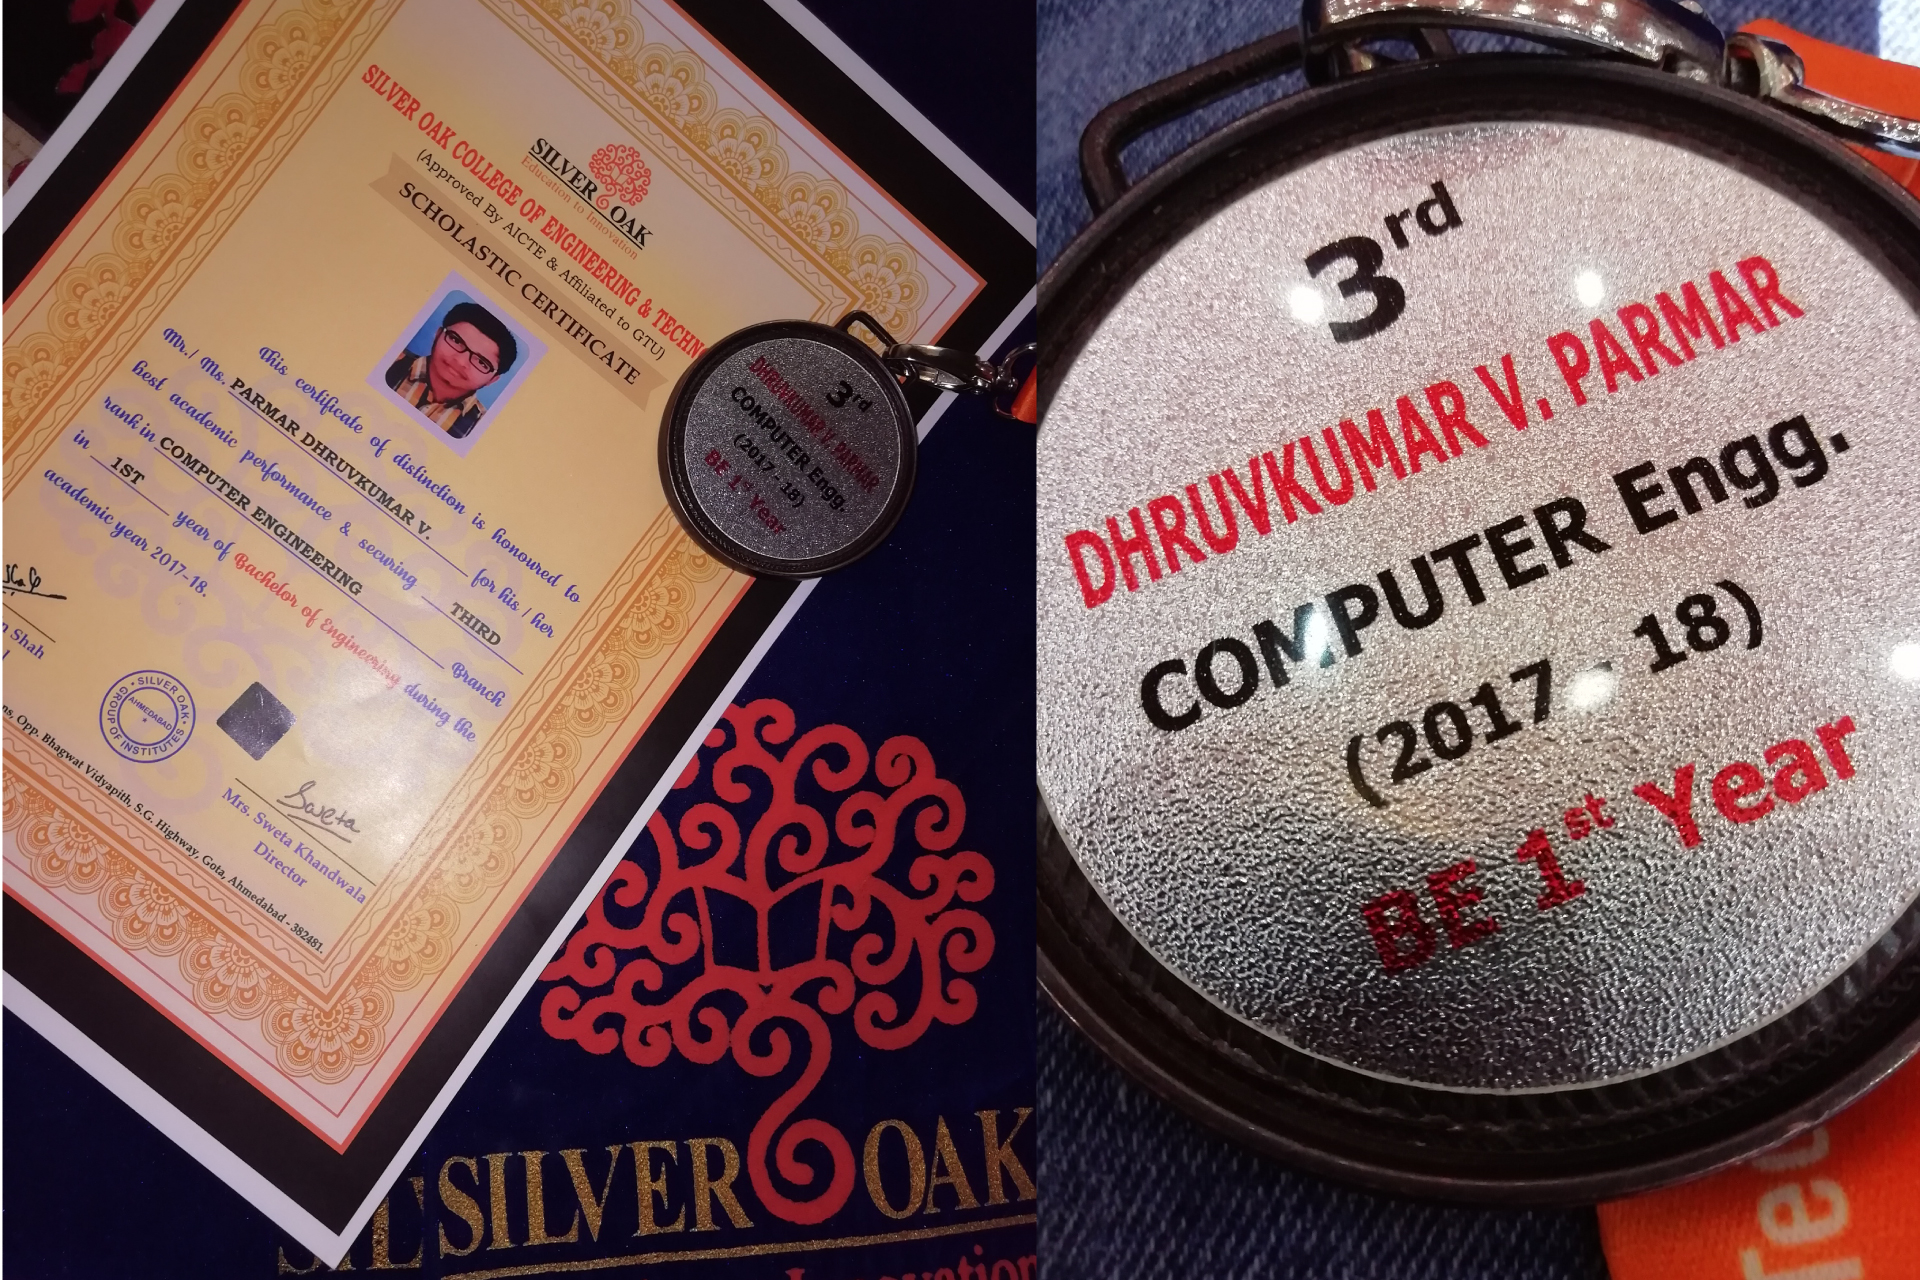 SILVER OAK
Education to Innovation
SILVER OAK COLLEGE OF ENGINEERING & TECHN
(Approved By AICTE & Affiliated to GTU)
SCHOLASTIC CERTIFICATE
This certificate of distinction is honoured to
Mr./ Ms. PARMAR DHRUVKUMAR V. for his / her
best academic performance & securing THIRD
rank in COMPUTER ENGINEERING Branch
in 1ST year of Bachelor of Engineering during the
academic year 2017-18.
Shah
SILVER OAK
GROUP OF INSTITUTES
AHMEDABAD
Sweta
Mrs. Sweta Khandwala
Director
Opp. Bhagwat Vidyapith, S.G. Highway, Gota, Ahmedabad - 382481.
3rd
DHRUVKUMAR V. PARMAR
COMPUTER Engg.
(2017 - 18)
BE 1st Year
SILVER OAK
3rd
DHRUVKUMAR V. PARMAR
COMPUTER Engg.
(2017 - 18)
BE 1st Year